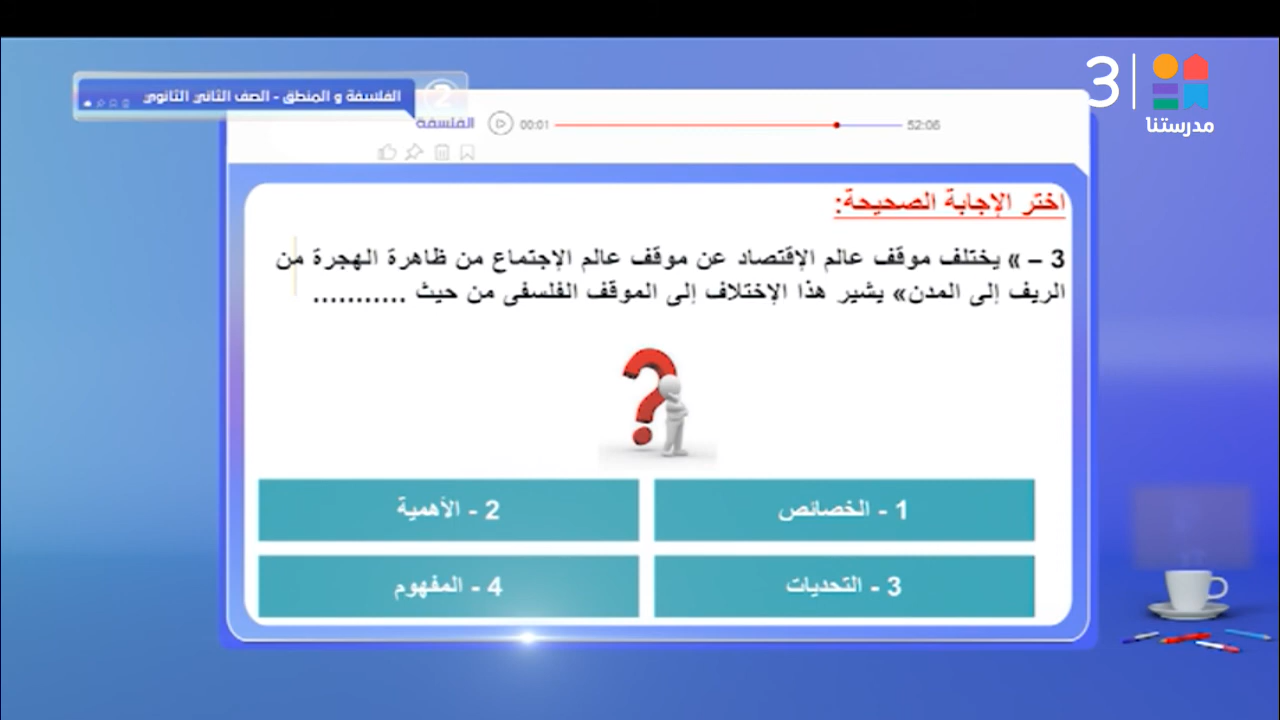 3
مدرستنا
الفلسفة و المنطق - الصف الثاني الثانوي
2
الفلسفة
00:01
52:06
اختر الإجابة الصحيحة:
3 – » يختلف موقف عالم الإقتصاد عن موقف عالم الإجتماع من ظاهرة الهجرة من
الريف إلى المدن« يشير هذا الإختلاف إلى الموقف الفلسفى من حيث ...........
1 - الخصائص
2 - الأهمية
3 - التحديات
4 - المفهوم